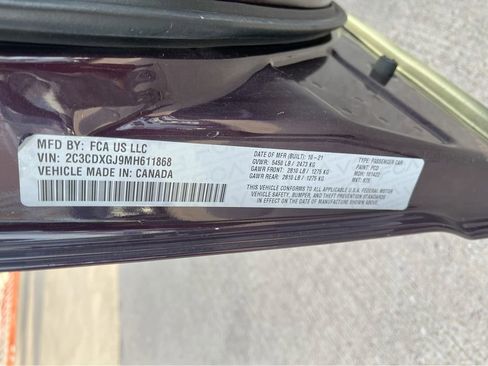 MFD BY: FCA US LLC
VIN: 2C3CDXGJ9MH611868
VEHICLE MADE IN: CANADA
DATE OF MFR (BUILT): 10-21
GVWR: 5450 LB / 2473 KG
GAWR FRONT: 2810 LB / 1275 KG
GAWR REAR: 2810 LB / 1275 KG
TYPE: PASSENGER CAR
PAINT: PCD
MDH:
THIS VEHICLE CONFORMS TO ALL APPLICABLE U.S.A. FEDERAL MOTOR
VEHICLE SAFETY, BUMPER, AND THEFT PREVENTION STANDARDS
IN EFFECT ON THE DATE OF MANUFACTURE SHOWN ABOVE.